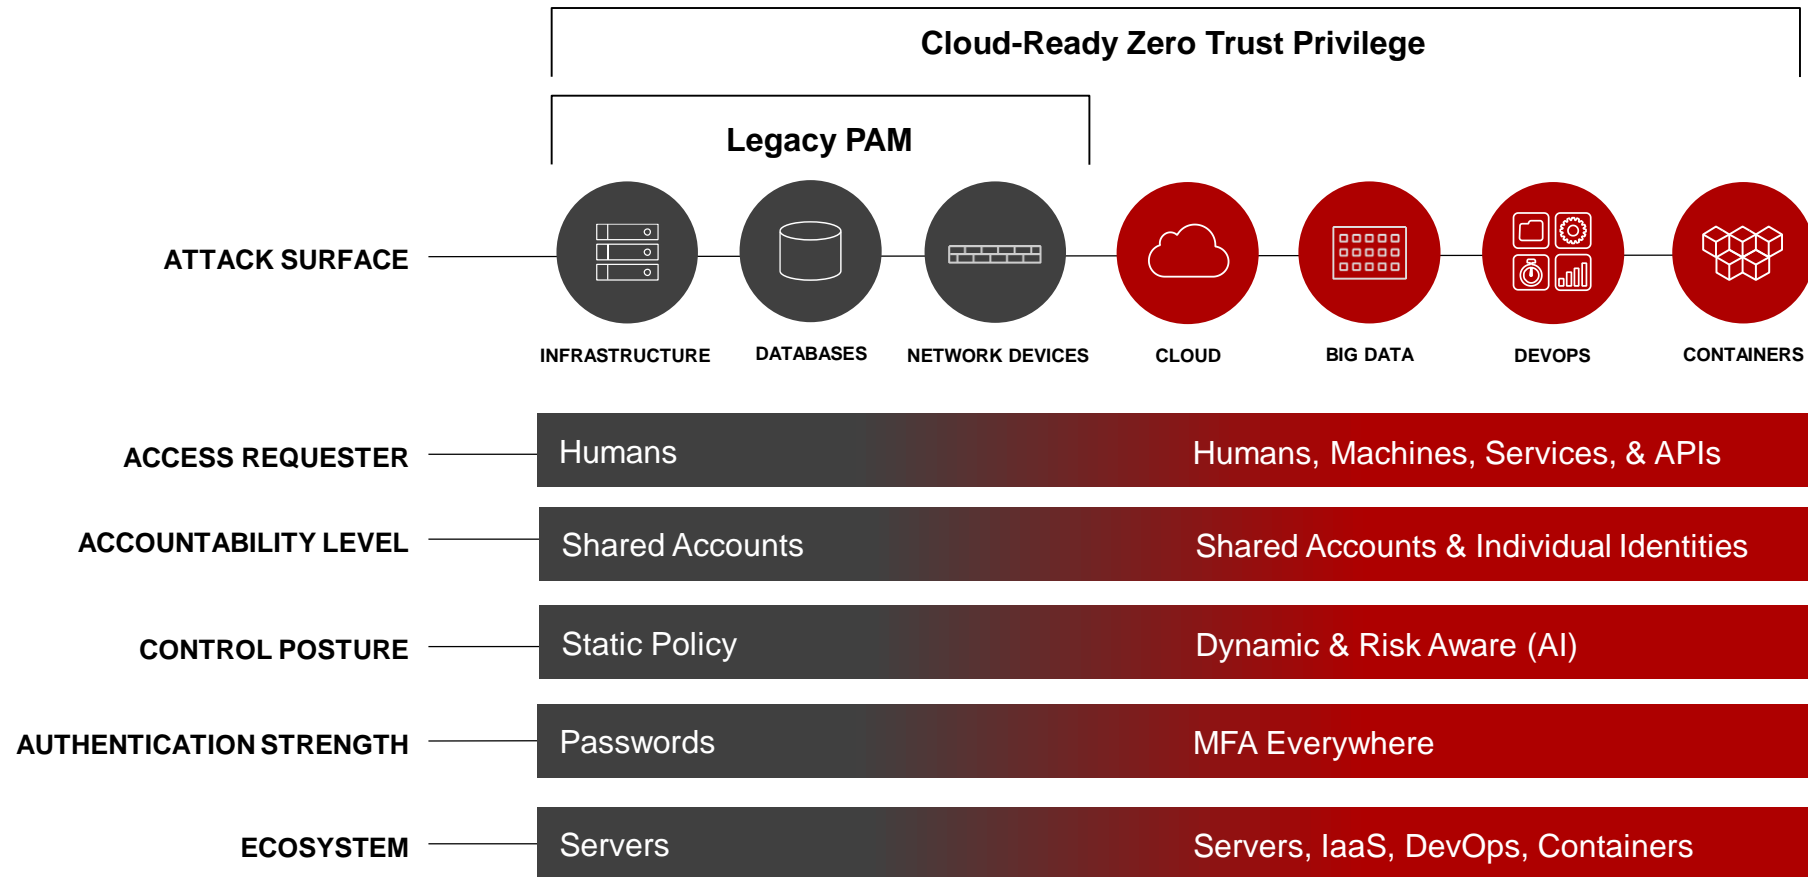 Cloud-Ready Zero Trust Privilege
Legacy PAM
ATTACK SURFACE
INFRASTRUCTURE
DATABASES
NETWORK DEVICES
CLOUD
BIG DATA
DEVOPS
CONTAINERS
ACCESS REQUESTER
Humans
Humans, Machines, Services, & APIs
ACCOUNTABILITY LEVEL
Shared Accounts
Shared Accounts & Individual Identities
CONTROL POSTURE
Static Policy
Dynamic & Risk Aware (AI)
AUTHENTICATION STRENGTH
Passwords
MFA Everywhere
ECOSYSTEM
Servers
Servers, IaaS, DevOps, Containers